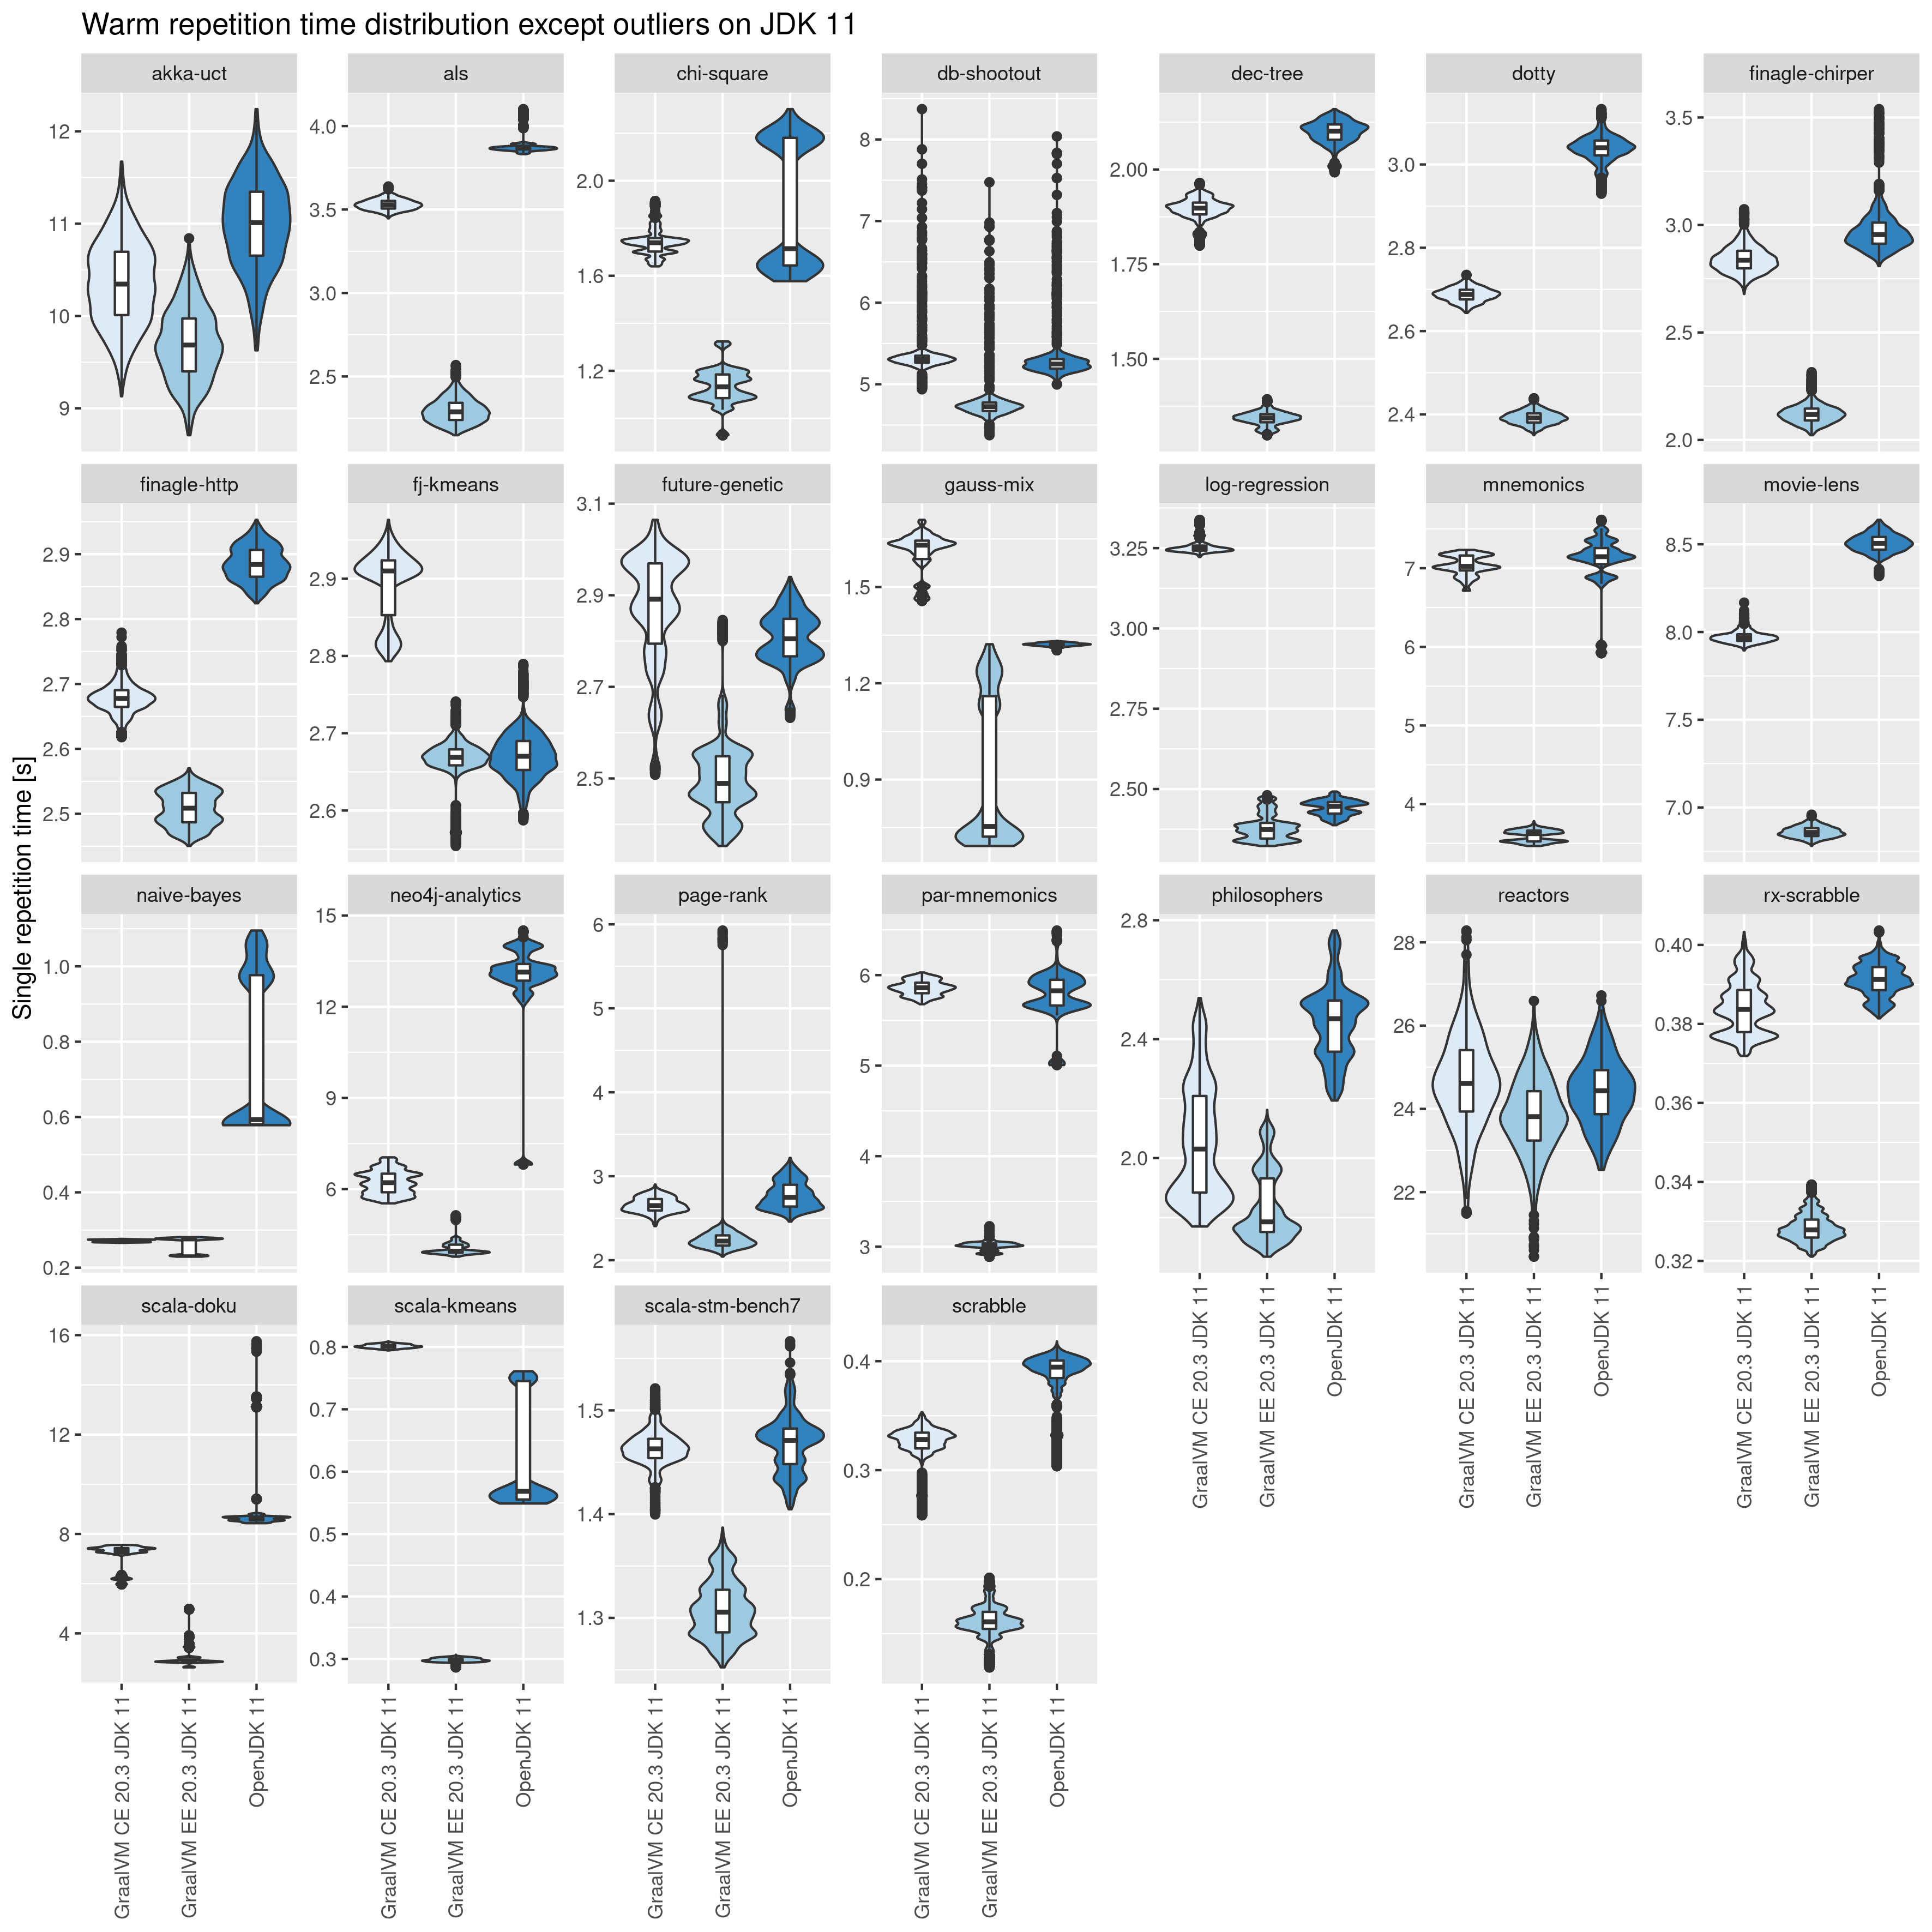 Warm repetition time distribution except outliers on JDK 11
Single repetition time [s]
akka-uct
als
chi-square
db-shootout
dec-tree
dotty
finagle-chirper
12
11
10
9
4.0
3.5
3.0
2.5
2.0
1.6
1.2
8
7
6
5
2.00
1.75
1.50
3.0
2.8
2.6
2.4
3.5
3.0
2.5
2.0
finagle-http
fj-kmeans
future-genetic
gauss-mix
log-regression
mnemonics
movie-lens
2.9
2.8
2.7
2.6
2.5
2.9
2.8
2.7
2.6
3.1
2.9
2.7
2.5
1.5
1.2
0.9
3.25
3.00
2.75
2.50
7
6
5
4
8.5
8.0
7.5
7.0
naive-bayes
neo4j-analytics
page-rank
par-mnemonics
philosophers
reactors
rx-scrabble
1.0
0.8
0.6
0.4
0.2
15
12
9
6
6
5
4
3
2
6
5
4
3
2.8
2.4
2.0
28
26
24
22
0.40
0.38
0.36
0.34
0.32
GraalVM CE 20.3 JDK 11
GraalVM EE 20.3 JDK 11
OpenJDK 11
GraalVM CE 20.3 JDK 11
GraalVM EE 20.3 JDK 11
OpenJDK 11
GraalVM CE 20.3 JDK 11
GraalVM EE 20.3 JDK 11
OpenJDK 11
scala-doku
scala-kmeans
scala-stm-bench7
scrabble
16
12
8
4
0.8
0.7
0.6
0.5
0.4
0.3
1.5
1.4
1.3
0.4
0.3
0.2
GraalVM CE 20.3 JDK 11
GraalVM EE 20.3 JDK 11
OpenJDK 11
GraalVM CE 20.3 JDK 11
GraalVM EE 20.3 JDK 11
OpenJDK 11
GraalVM CE 20.3 JDK 11
GraalVM EE 20.3 JDK 11
OpenJDK 11
GraalVM CE 20.3 JDK 11
GraalVM EE 20.3 JDK 11
OpenJDK 11